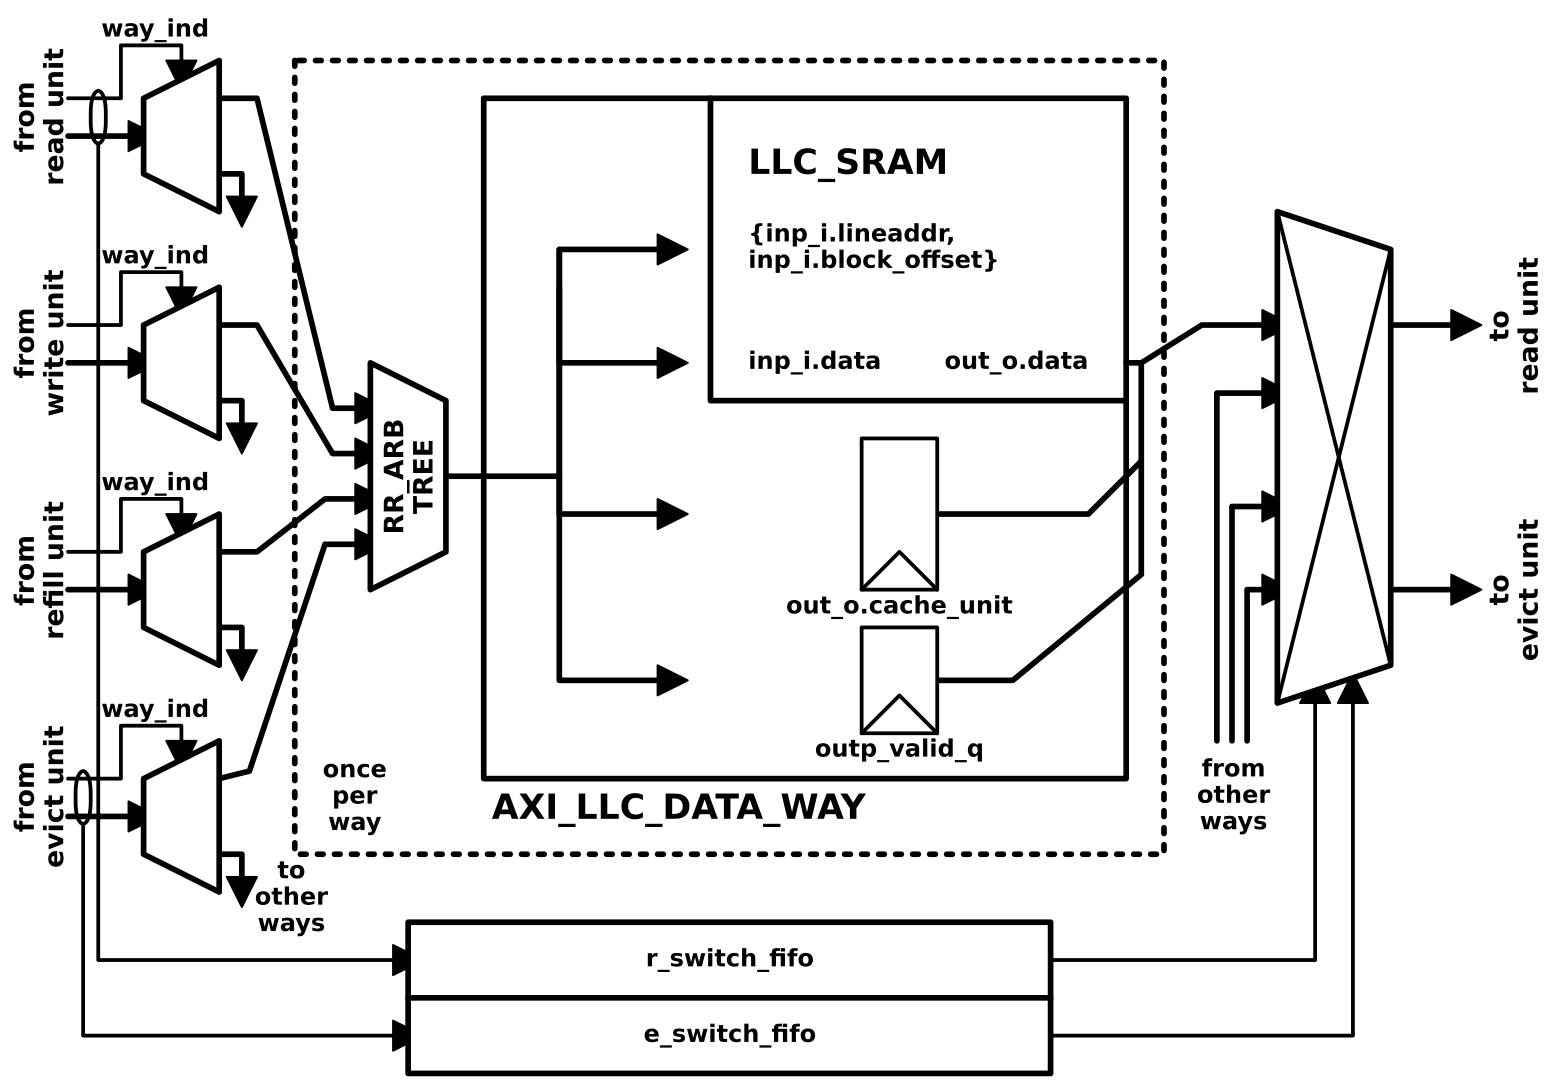 way_ind
from
read unit
way_ind
from
write unit
way_ind
from
refill unit
way_ind
from
evict unit
to
other
ways
once
per
way
RR_ARB
TREE
LLC_SRAM
{inp_i.lineaddr,
inp_i.block_offset}
inp_i.data
out_o.data
out_o.cache_unit
outp_valid_q
AXI_LLC_DATA_WAY
from
other
ways
to
read unit
to
evict unit
r_switch_fifo
e_switch_fifo